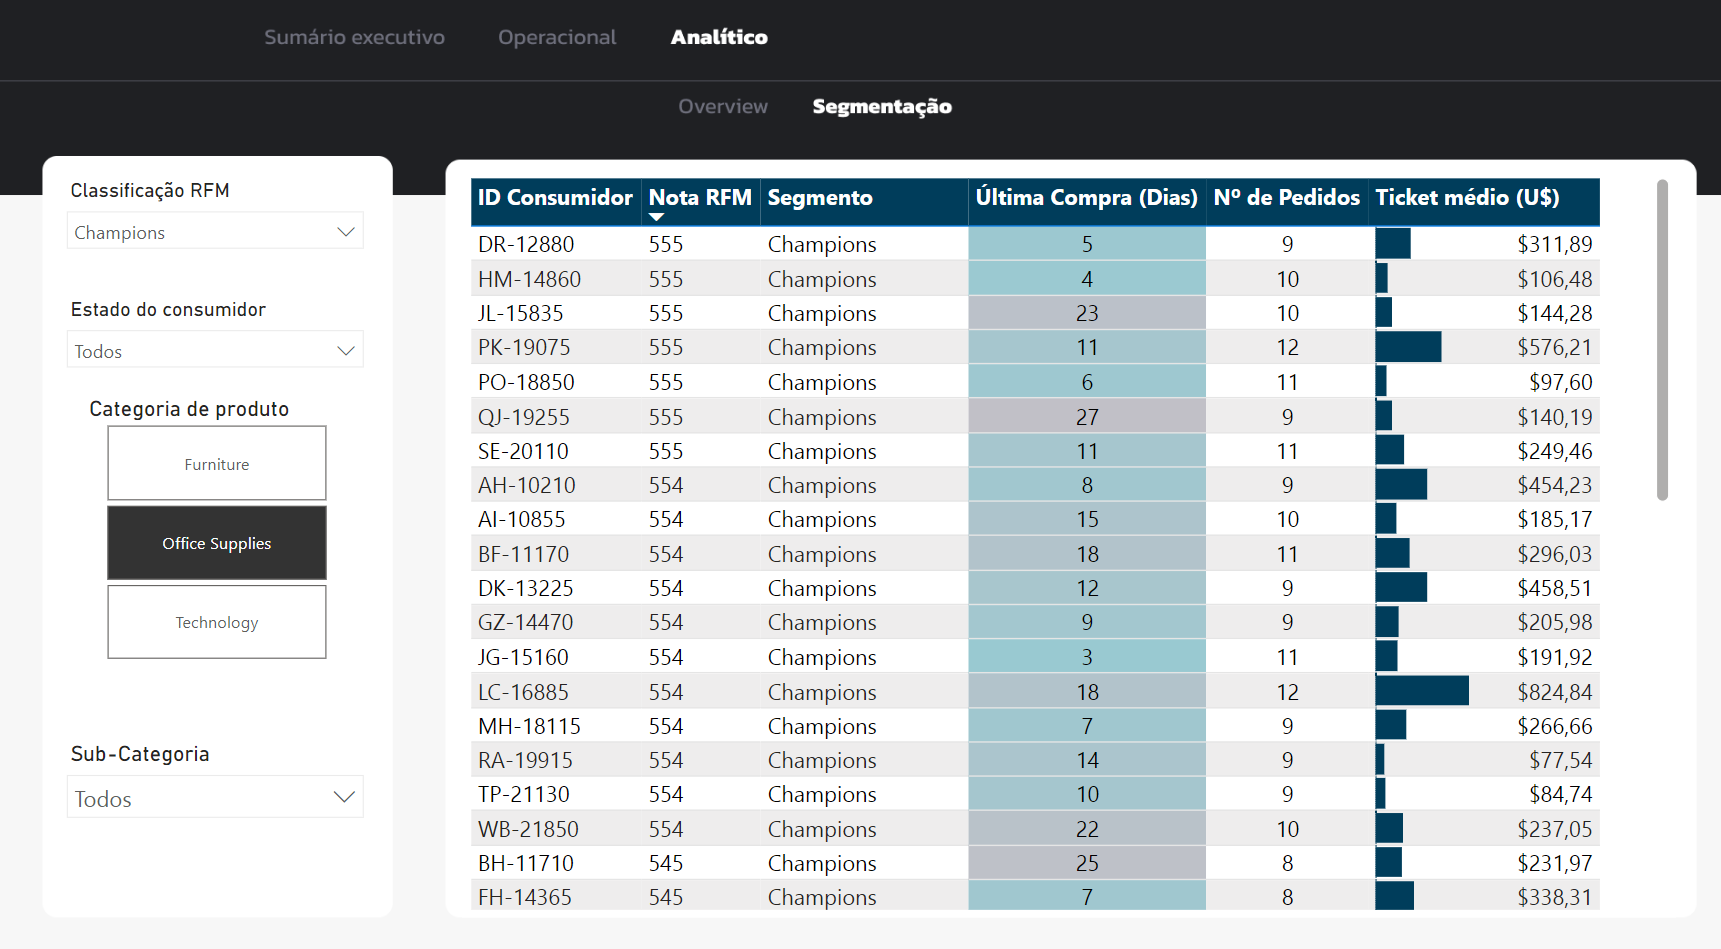 Sumário executivo Operacional Analítico
Overview Segmentação
Classificação RFM
Champions
Estado do consumidor
Todos
Categoria de produto
Furniture
Office Supplies
Technology
Sub-Categoria
Todos
ID Consumidor Nota RFM Segmento Última Compra (Dias) Nº de Pedidos Ticket médio (U$)
DR-12880 555 Champions 5 9 $311,89
HM-14860 555 Champions 4 10 $106,48
JL-15835 555 Champions 23 10 $144,28
PK-19075 555 Champions 11 12 $576,21
PO-18850 555 Champions 6 11 $97,60
QJ-19255 555 Champions 27 9 $140,19
SE-20110 555 Champions 11 11 $249,46
AH-10210 554 Champions 8 9 $454,23
AI-10855 554 Champions 15 10 $185,17
BF-11170 554 Champions 18 11 $296,03
DK-13225 554 Champions 12 9 $458,51
GZ-14470 554 Champions 9 9 $205,98
JG-15160 554 Champions 3 11 $191,92
LC-16885 554 Champions 18 12 $824,84
MH-18115 554 Champions 7 9 $266,66
RA-19915 554 Champions 14 9 $77,54
TP-21130 554 Champions 10 9 $84,74
WB-21850 554 Champions 22 10 $237,05
BH-11710 545 Champions 25 8 $231,97
FH-14365 545 Champions 7 8 $338,31